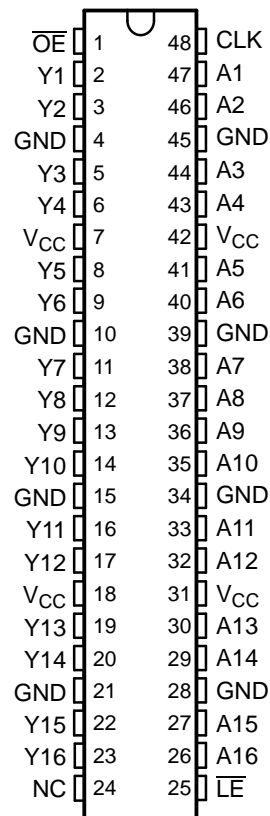 O̅E̅ 1 48 CLK
Y1 2 47 A1
Y2 3 46 A2
GND 4 45 GND
Y3 5 44 A3
Y4 6 43 A4
VCC 7 42 VCC
Y5 8 41 A5
Y6 9 40 A6
GND 10 39 GND
Y7 11 38 A7
Y8 12 37 A8
Y9 13 36 A9
Y10 14 35 A10
GND 15 34 GND
Y11 16 33 A11
Y12 17 32 A12
VCC 18 31 VCC
Y13 19 30 A13
Y14 20 29 A14
GND 21 28 GND
Y15 22 27 A15
Y16 23 26 A16
NC 24 25 L̅E̅